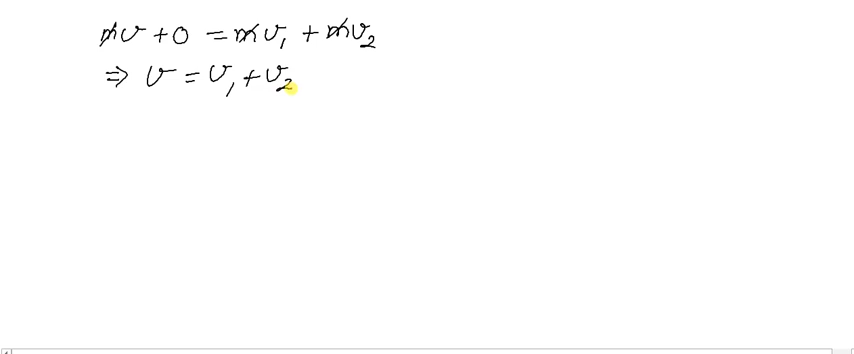 mv + 0 = mv₁ + mv₂
⇒ v = v₁ + v₂